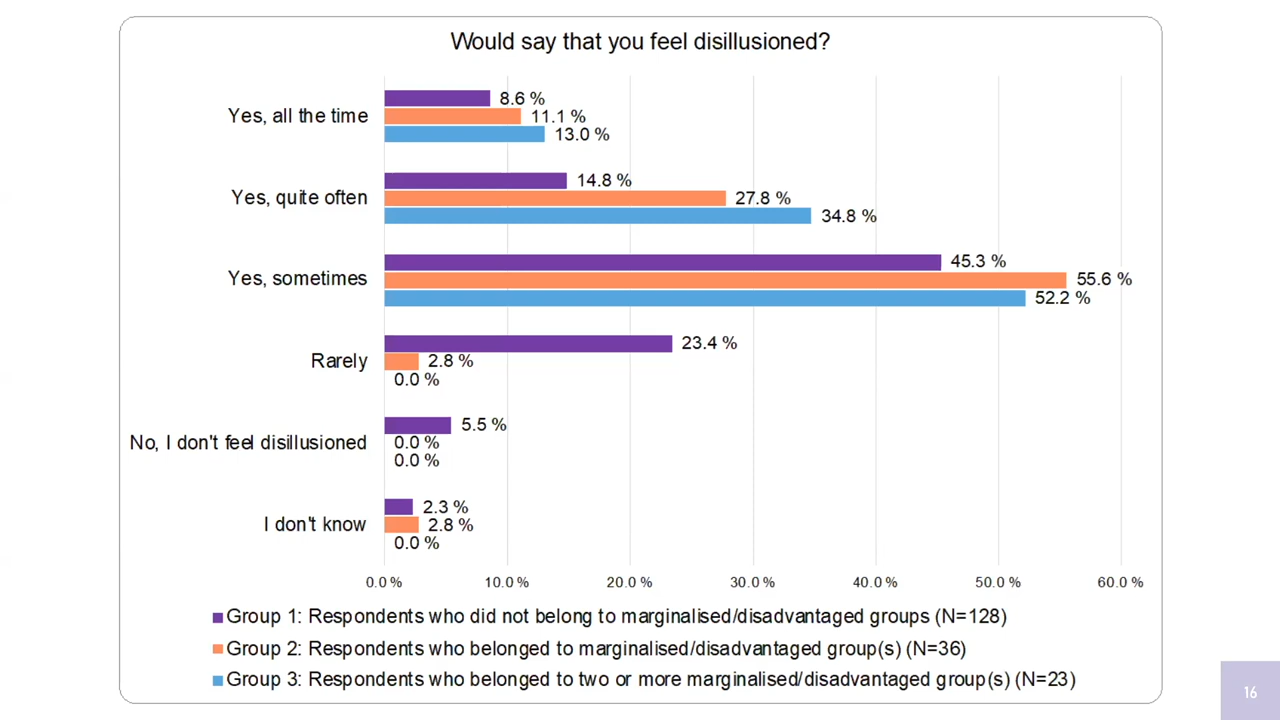 Would say that you feel disillusioned?
Yes, all the time
8.6 %
11.1 %
13.0 %
Yes, quite often
14.8 %
27.8 %
34.8 %
Yes, sometimes
45.3 %
55.6 %
52.2 %
Rarely
23.4 %
2.8 %
0.0 %
No, I don't feel disillusioned
5.5 %
0.0 %
0.0 %
I don't know
2.3 %
2.8 %
0.0 %
0.0 % 10.0 % 20.0 % 30.0 % 40.0 % 50.0 % 60.0 %
Group 1: Respondents who did not belong to marginalised/disadvantaged groups (N=128)
Group 2: Respondents who belonged to marginalised/disadvantaged group(s) (N=36)
Group 3: Respondents who belonged to two or more marginalised/disadvantaged group(s) (N=23)
16